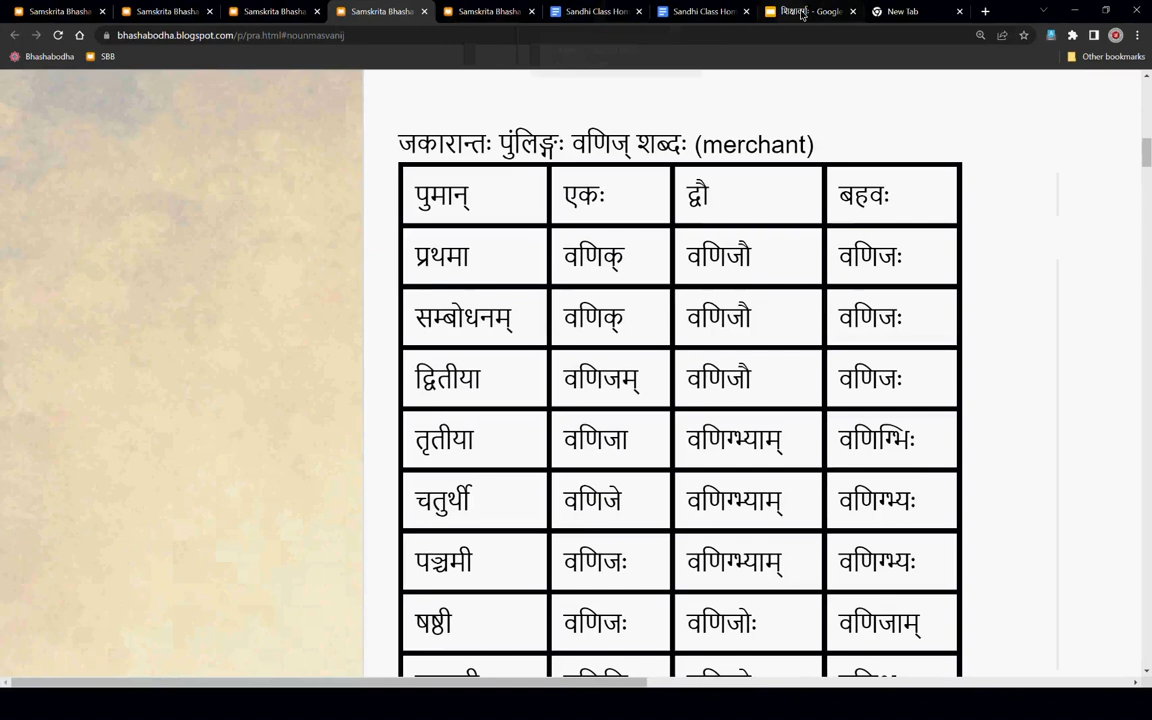 Samskrita Bhasha
Samskrita Bhasha
Samskrita Bhasha
Samskrita Bhasha
Samskrita Bhasha
Sandhi Class Hom
Sandhi Class Hom
- Google
New Tab
bhashabodha.blogspot.com/p/pra.html#nounmasvanij
Bhashabodha SBB Other bookmarks
जकारान्तः पुंलिङ्गः वणिज् शब्दः (merchant)
पुमान् एकः द्वौ बहवः
प्रथमा वणिक् वणिजौ वणिजः
सम्बोधनम् वणिक् वणिजौ वणिजः
द्वितीया वणिजम् वणिजौ वणिजः
तृतीया वणिजा वणिग्भ्याम् वणिग्भिः
चतुर्थी वणिजे वणिग्भ्याम् वणिग्भ्यः
पञ्चमी वणिजः वणिग्भ्याम् वणिग्भ्यः
षष्ठी वणिजः वणिजोः वणिजाम्